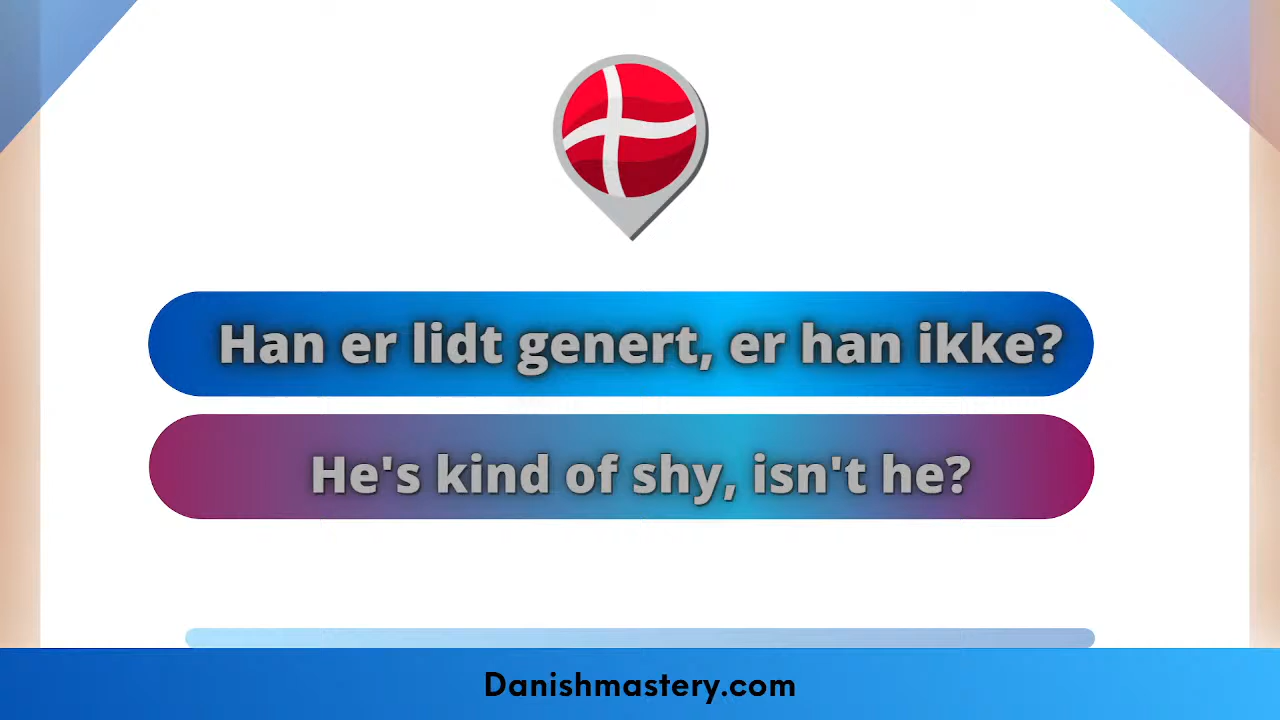 Han er lidt genert, er han ikke?
He's kind of shy, isn't he?
Danishmastery.com